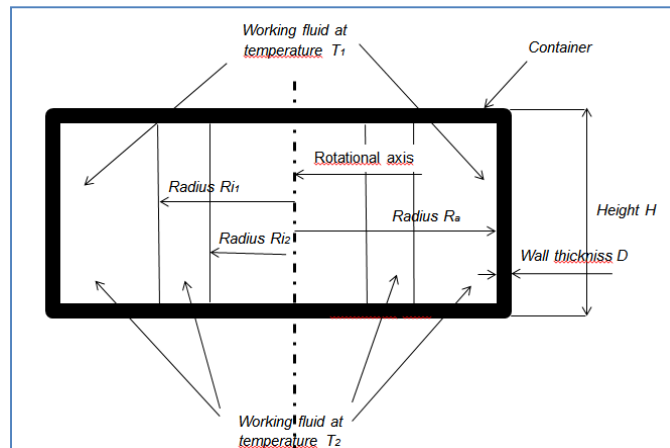 Working fluid at
temperature T₁
Container
Rotational axis
Radius Ri₁
Radius Rₐ
Height H
Radius Ri₂
Wall thickniss D
Working fluid at
temperature T₂